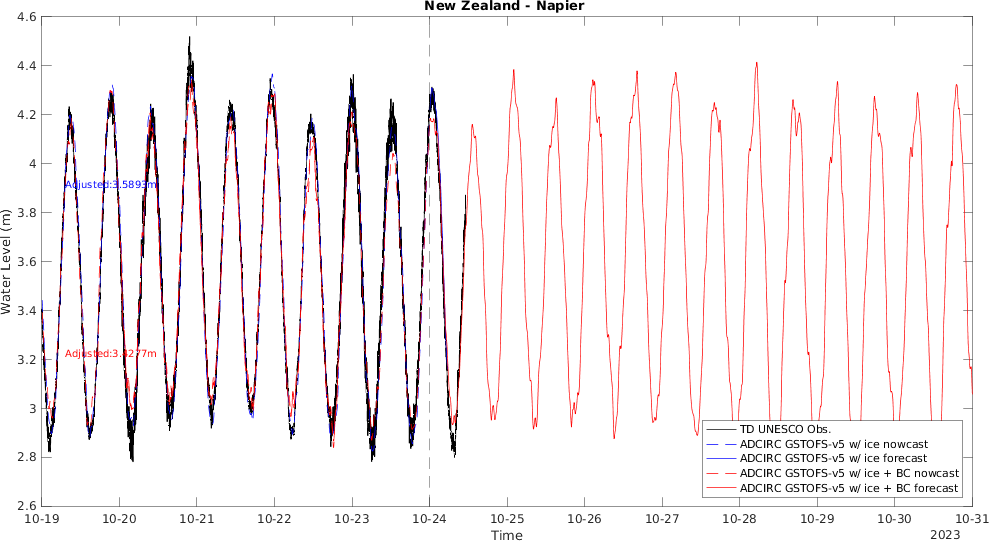 New Zealand - Napier
Water Level (m)
4.6
4.4
4.2
4
3.8
3.6
3.4
3.2
3
2.8
2.6
Adjusted:3.5893m
Adjusted:3.4277m
TD UNESCO Obs.
ADCIRC GSTOFS-v5 w/ ice nowcast
ADCIRC GSTOFS-v5 w/ ice forecast
ADCIRC GSTOFS-v5 w/ ice + BC nowcast
ADCIRC GSTOFS-v5 w/ ice + BC forecast
10-19 10-20 10-21 10-22 10-23 10-24 10-25 10-26 10-27 10-28 10-29 10-30 10-31
Time
2023